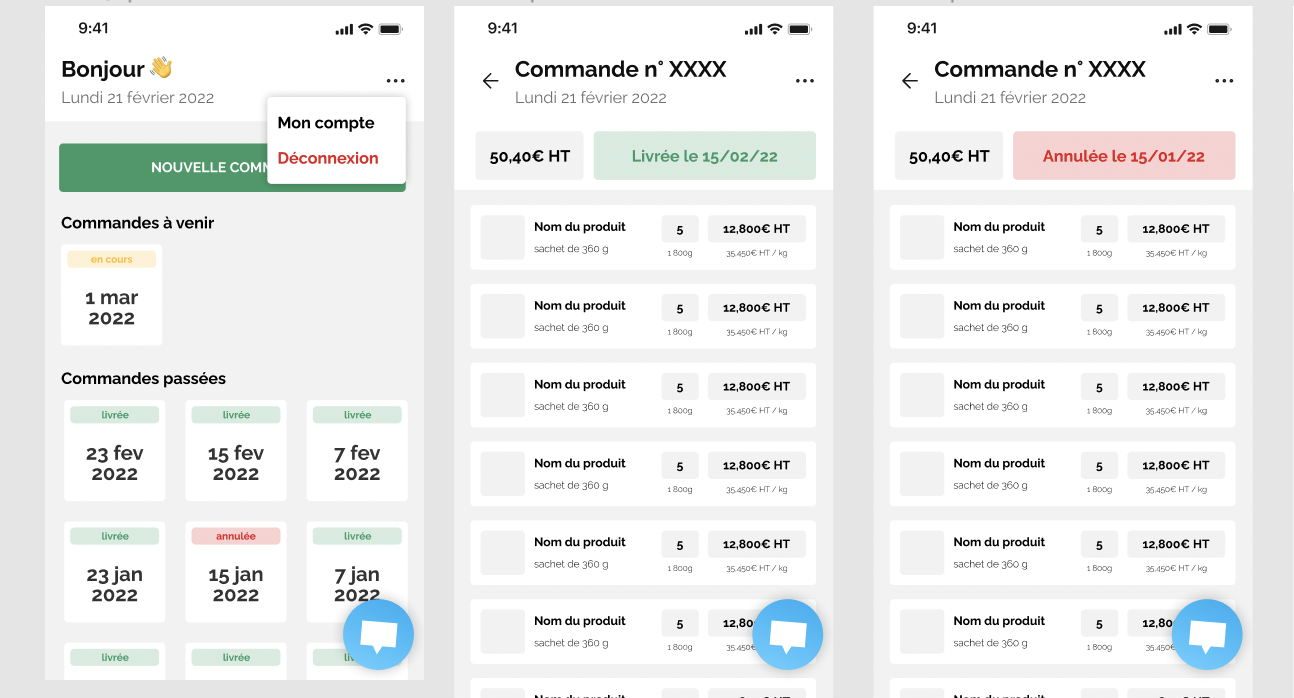 9:41
Bonjour 👋
Lundi 21 février 2022
Mon compte
Déconnexion
NOUVELLE COMM
Commandes à venir
en cours
1 mar
2022
Commandes passées
livrée
23 fev
2022
livrée
15 fev
2022
livrée
7 fev
2022
livrée
23 jan
2022
annulée
15 jan
2022
livrée
7 jan
2022
livrée
livrée
9:41
Commande n° XXXX
Lundi 21 février 2022
50,40€ HT
Livrée le 15/02/22
Nom du produit 5 12,800€ HT
sachet de 360 g 1 800g 35,450€ HT / kg
Nom du produit 5 12,800€ HT
sachet de 360 g 1 800g 35,450€ HT / kg
Nom du produit 5 12,800€ HT
sachet de 360 g 1 800g 35,450€ HT / kg
Nom du produit 5 12,800€ HT
sachet de 360 g 1 800g 35,450€ HT / kg
Nom du produit 5 12,800€ HT
sachet de 360 g 1 800g 35,450€ HT / kg
Nom du produit 5 12,80
sachet de 360 g 1 800g 35,450€
9:41
Commande n° XXXX
Lundi 21 février 2022
50,40€ HT
Annulée le 15/01/22
Nom du produit 5 12,800€ HT
sachet de 360 g 1 800g 35,450€ HT / kg
Nom du produit 5 12,800€ HT
sachet de 360 g 1 800g 35,450€ HT / kg
Nom du produit 5 12,800€ HT
sachet de 360 g 1 800g 35,450€ HT / kg
Nom du produit 5 12,800€ HT
sachet de 360 g 1 800g 35,450€ HT / kg
Nom du produit 5 12,800€ HT
sachet de 360 g 1 800g 35,450€ HT / kg
Nom du produit 5 12,80
sachet de 360 g 1 800g 35,450€